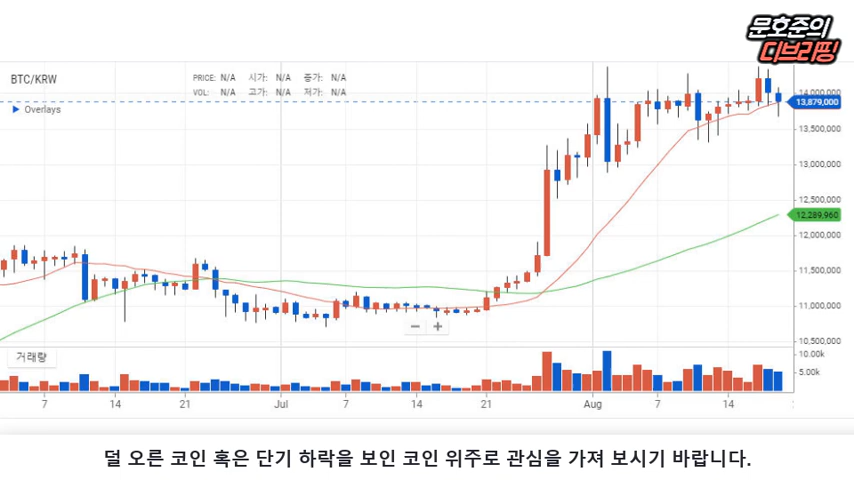 문호준의
디브리핑
BTC/KRW
PRICE: N/A 시가: N/A 종가: N/A
VOL: N/A 고가: N/A 저가: N/A
▶ Overlays
14,000,000
13,879,000
13,500,000
13,000,000
12,500,000
12,289,960
12,000,000
11,500,000
11,000,000
10,500,000
거래량
10.00k
5.00k
7 14 21 Jul 7 14 21 Aug 7 14
덜 오른 코인 혹은 단기 하락을 보인 코인 위주로 관심을 가져 보시기 바랍니다.